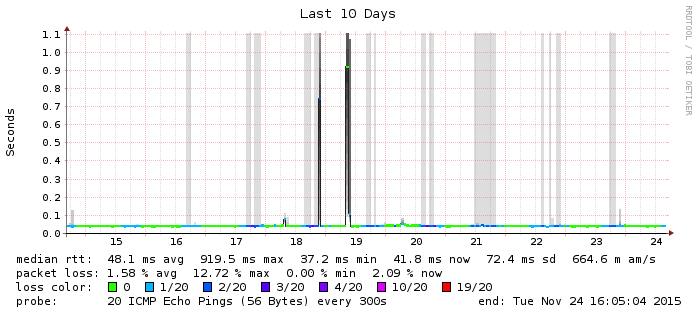 Last 10 Days
RRDTOOL / TOBI OETIKER
Seconds
1.1
1.0
0.9
0.8
0.7
0.6
0.5
0.4
0.3
0.2
0.1
0.0
15 16 17 18 19 20 21 22 23 24
median rtt: 48.1 ms avg 919.5 ms max 37.2 ms min 41.8 ms now 72.4 ms sd 664.6 m am/s
packet loss: 1.58 % avg 12.72 % max 0.00 % min 2.09 % now
loss color: 0 1/20 2/20 3/20 4/20 10/20 19/20
probe: 20 ICMP Echo Pings (56 Bytes) every 300s end: Tue Nov 24 16:05:04 2015